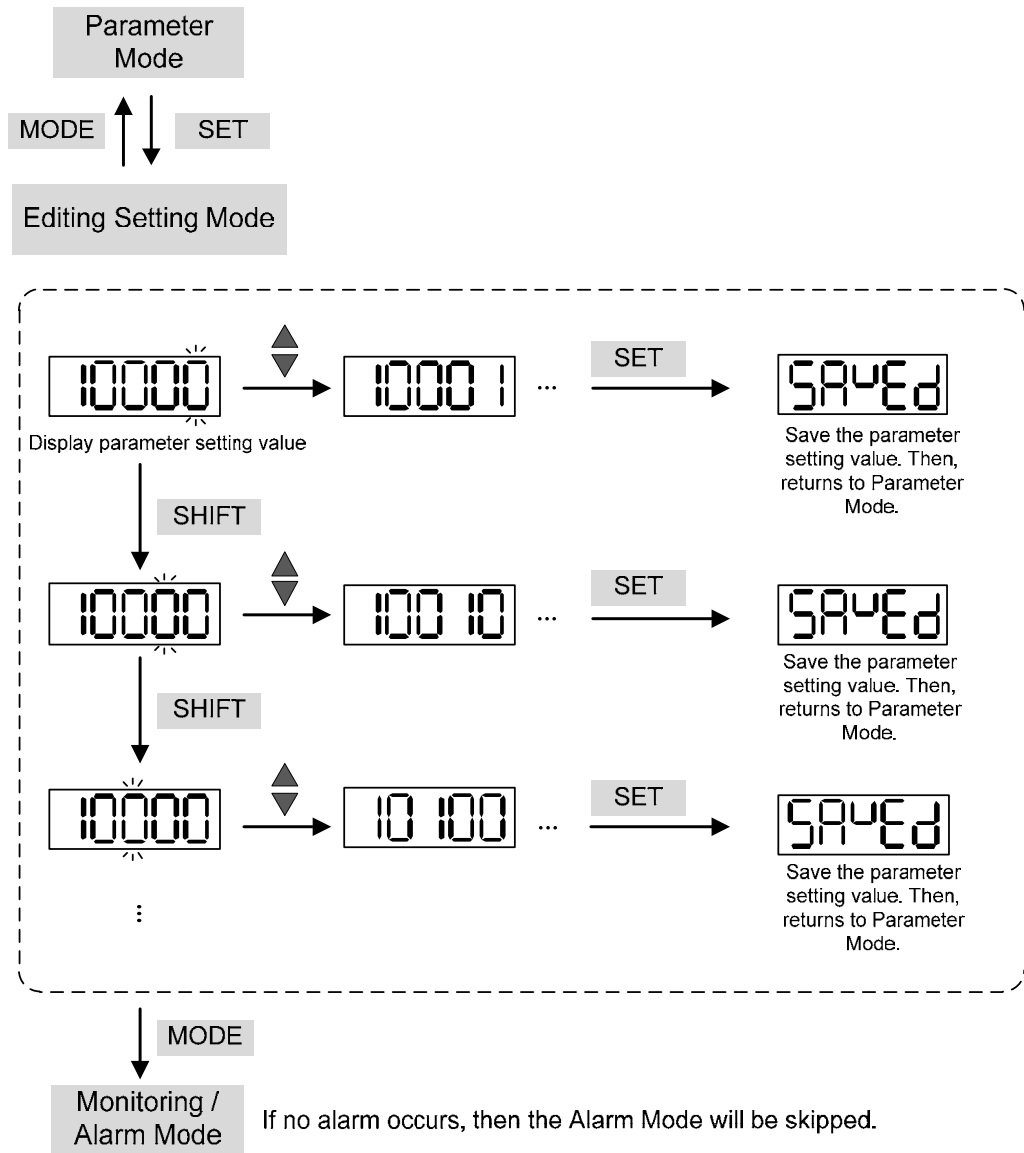 Parameter
Mode
MODE
SET
Editing Setting Mode
10000
10001
...
SET
SAvEd
Display parameter setting value
Save the parameter
setting value. Then,
returns to Parameter
Mode.
SHIFT
10000
10010
...
SET
SAvEd
Save the parameter
setting value. Then,
returns to Parameter
Mode.
SHIFT
10000
10100
...
SET
SAvEd
Save the parameter
setting value. Then,
returns to Parameter
Mode.
MODE
Monitoring /
Alarm Mode
If no alarm occurs, then the Alarm Mode will be skipped.